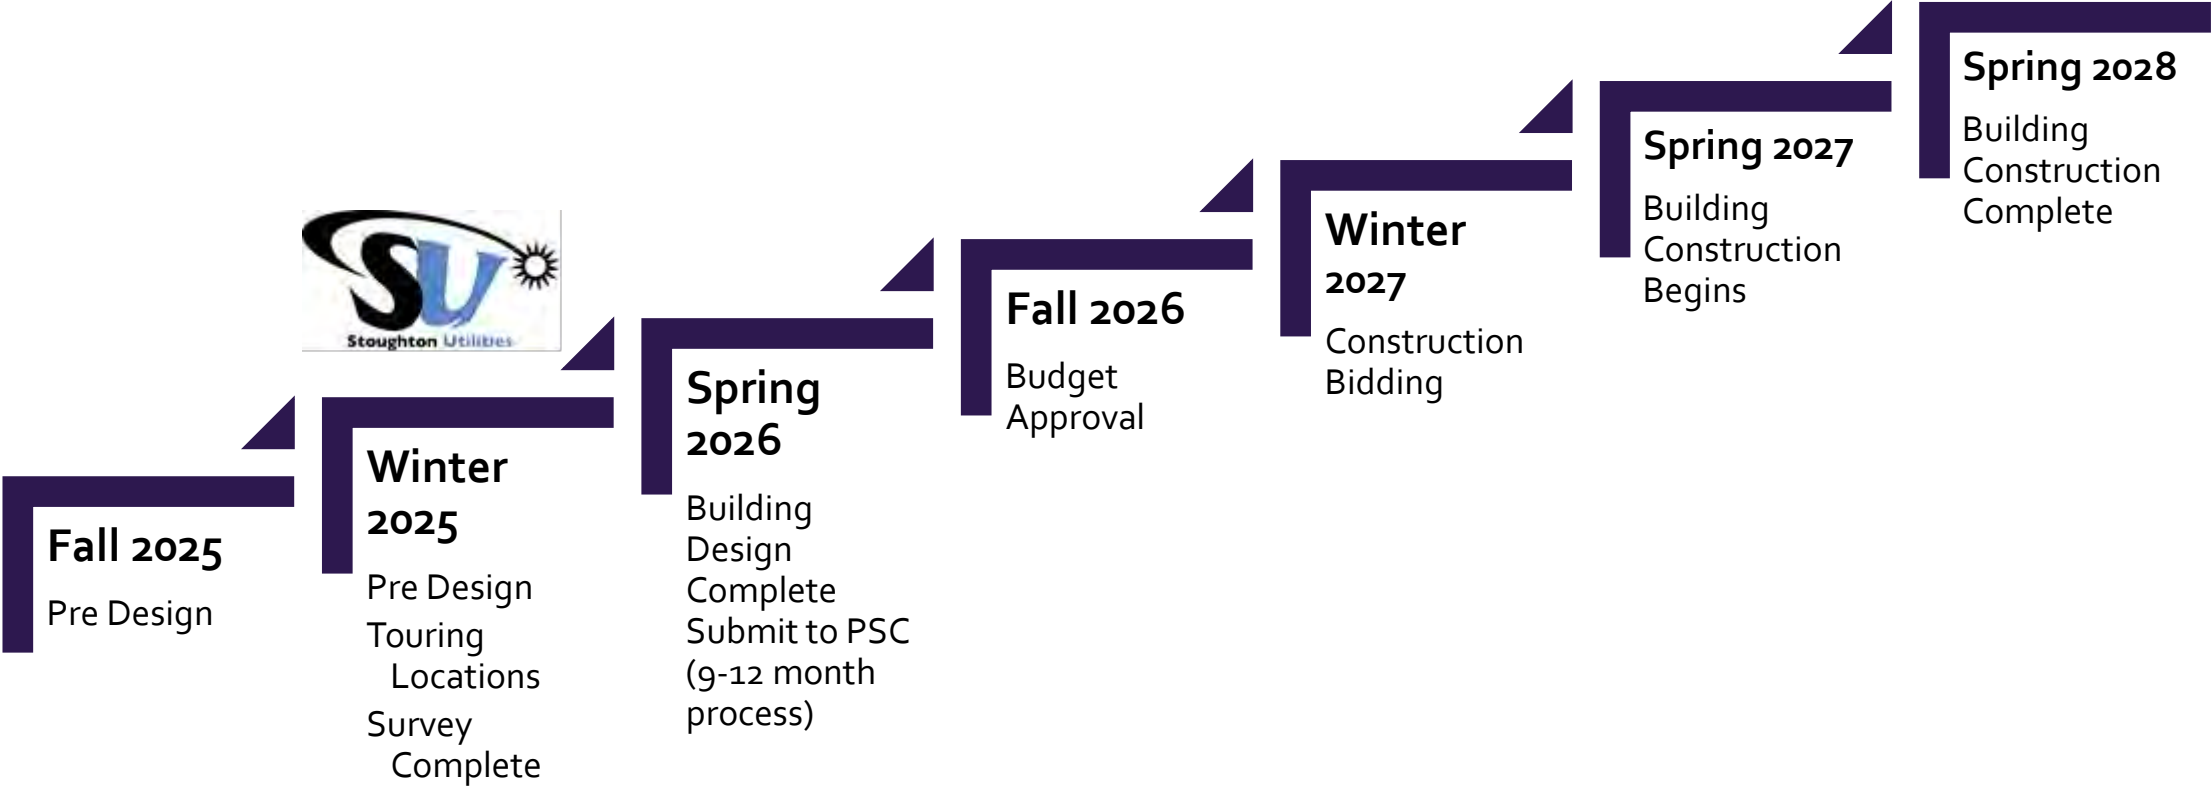 Fall 2025
Pre Design
SU
Stoughton Utilities
Winter
2025
Pre Design
Touring
Locations
Survey
Complete
Spring
2026
Building
Design
Complete
Submit to PSC
(9-12 month
process)
Fall 2026
Budget
Approval
Winter
2027
Construction
Bidding
Spring 2027
Building
Construction
Begins
Spring 2028
Building
Construction
Complete